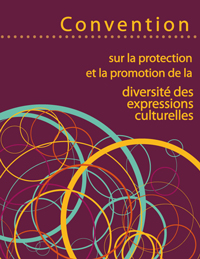 Convention
sur la protection
et la promotion de la
diversité des
expressions
culturelles